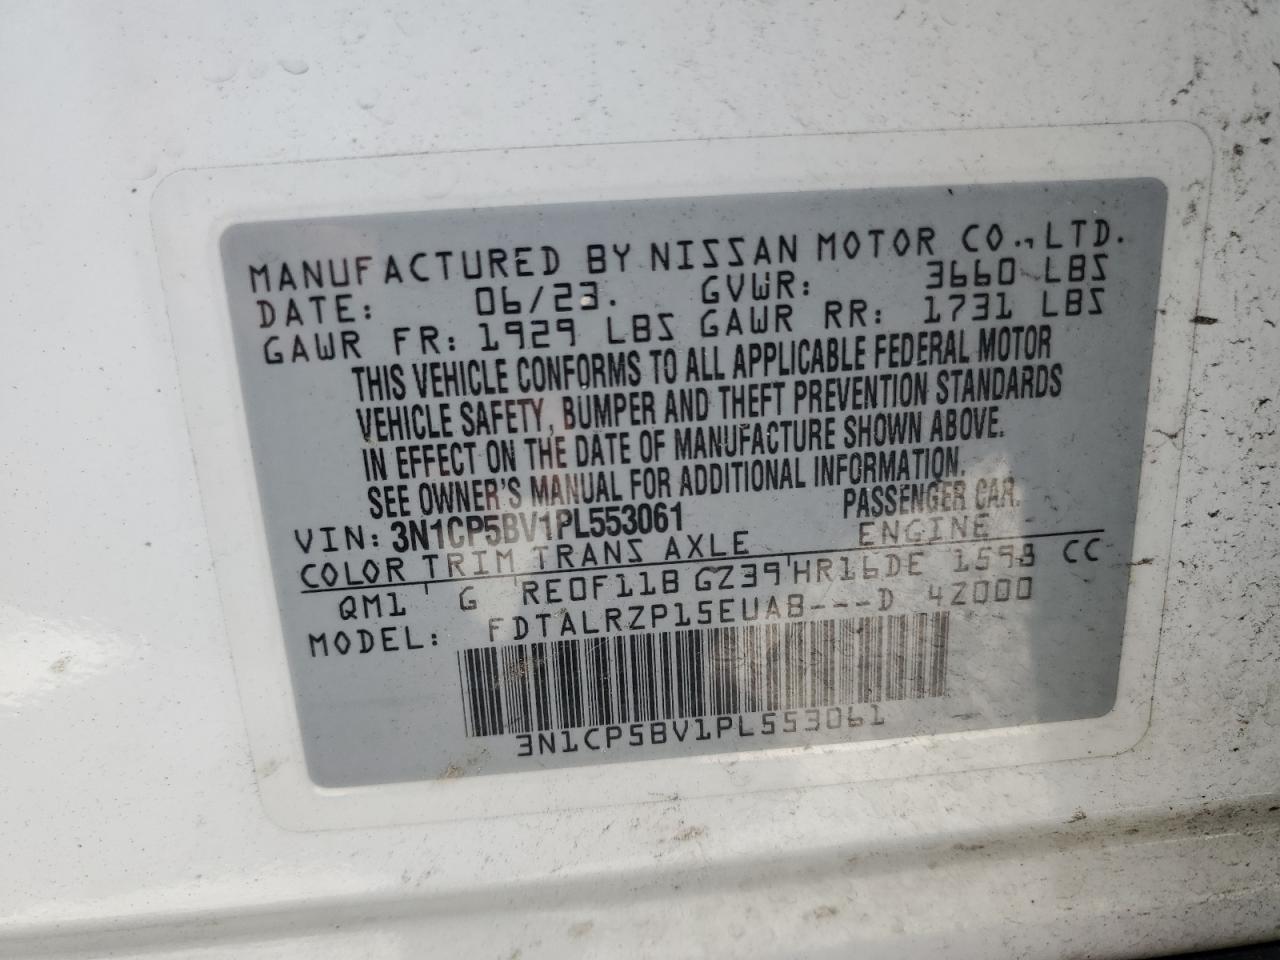 MANUFACTURED BY NISSAN MOTOR CO., LTD.
DATE: 06/23. GVWR: 3660 LBS
GAWR FR: 1929 LBS GAWR RR: 1731 LBS
THIS VEHICLE CONFORMS TO ALL APPLICABLE FEDERAL MOTOR
VEHICLE SAFETY, BUMPER AND THEFT PREVENTION STANDARDS
IN EFFECT ON THE DATE OF MANUFACTURE SHOWN ABOVE.
SEE OWNER'S MANUAL FOR ADDITIONAL INFORMATION.
VIN: 3N1CP5BV1PL553061 PASSENGER CAR.
COLOR TRIM TRANS AXLE ENGINE
QM1 G RE0F11B GZ39 HR16DE 1598 CC
MODEL: FDTALRZP15EUAB---D 4Z000
3N1CP5BV1PL553061